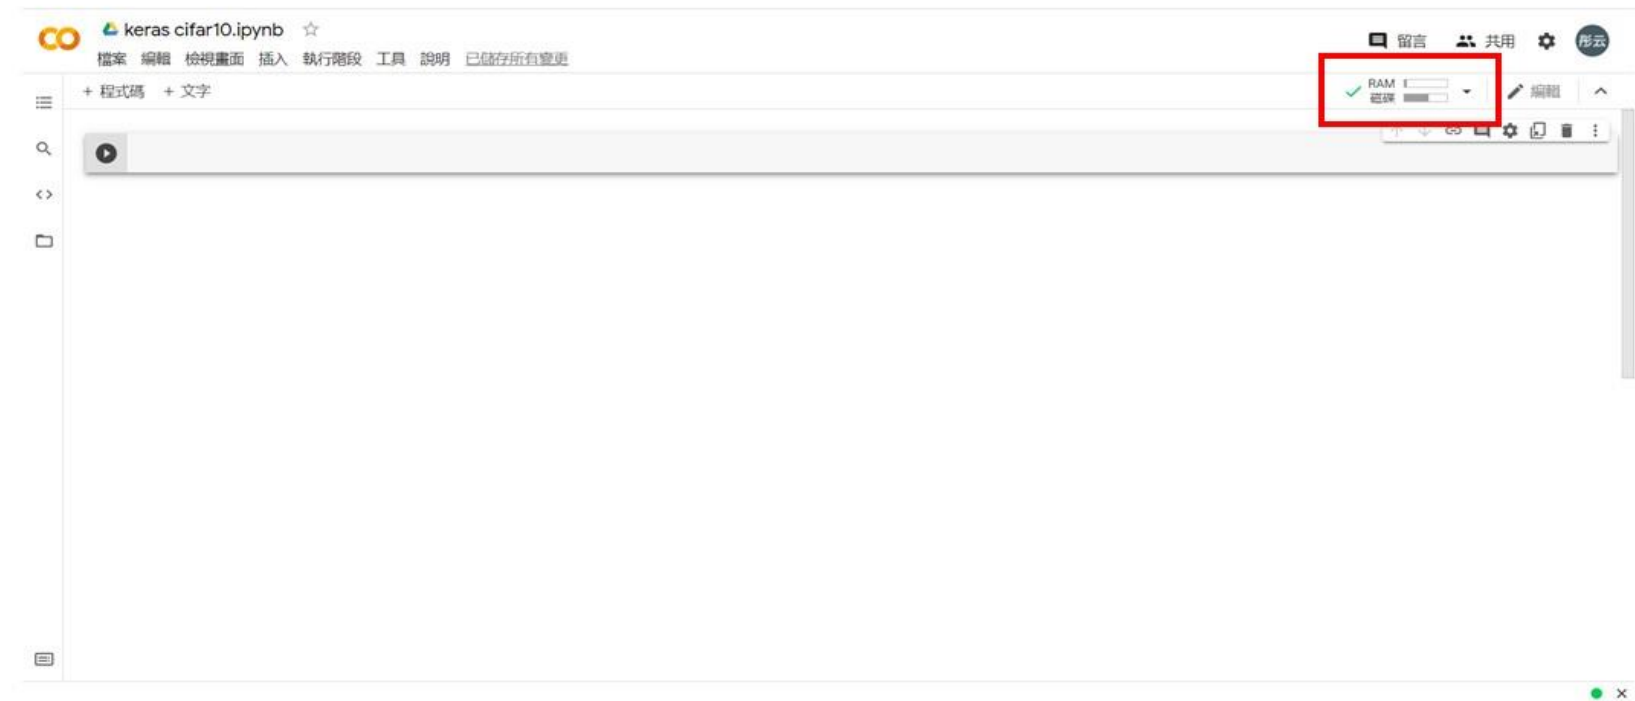 keras cifar10.ipynb
留言 共用 彤云
檔案 編輯 檢視畫面 插入 執行階段 工具 說明 已儲存所有變更
+ 程式碼 + 文字
RAM
磁碟
編輯